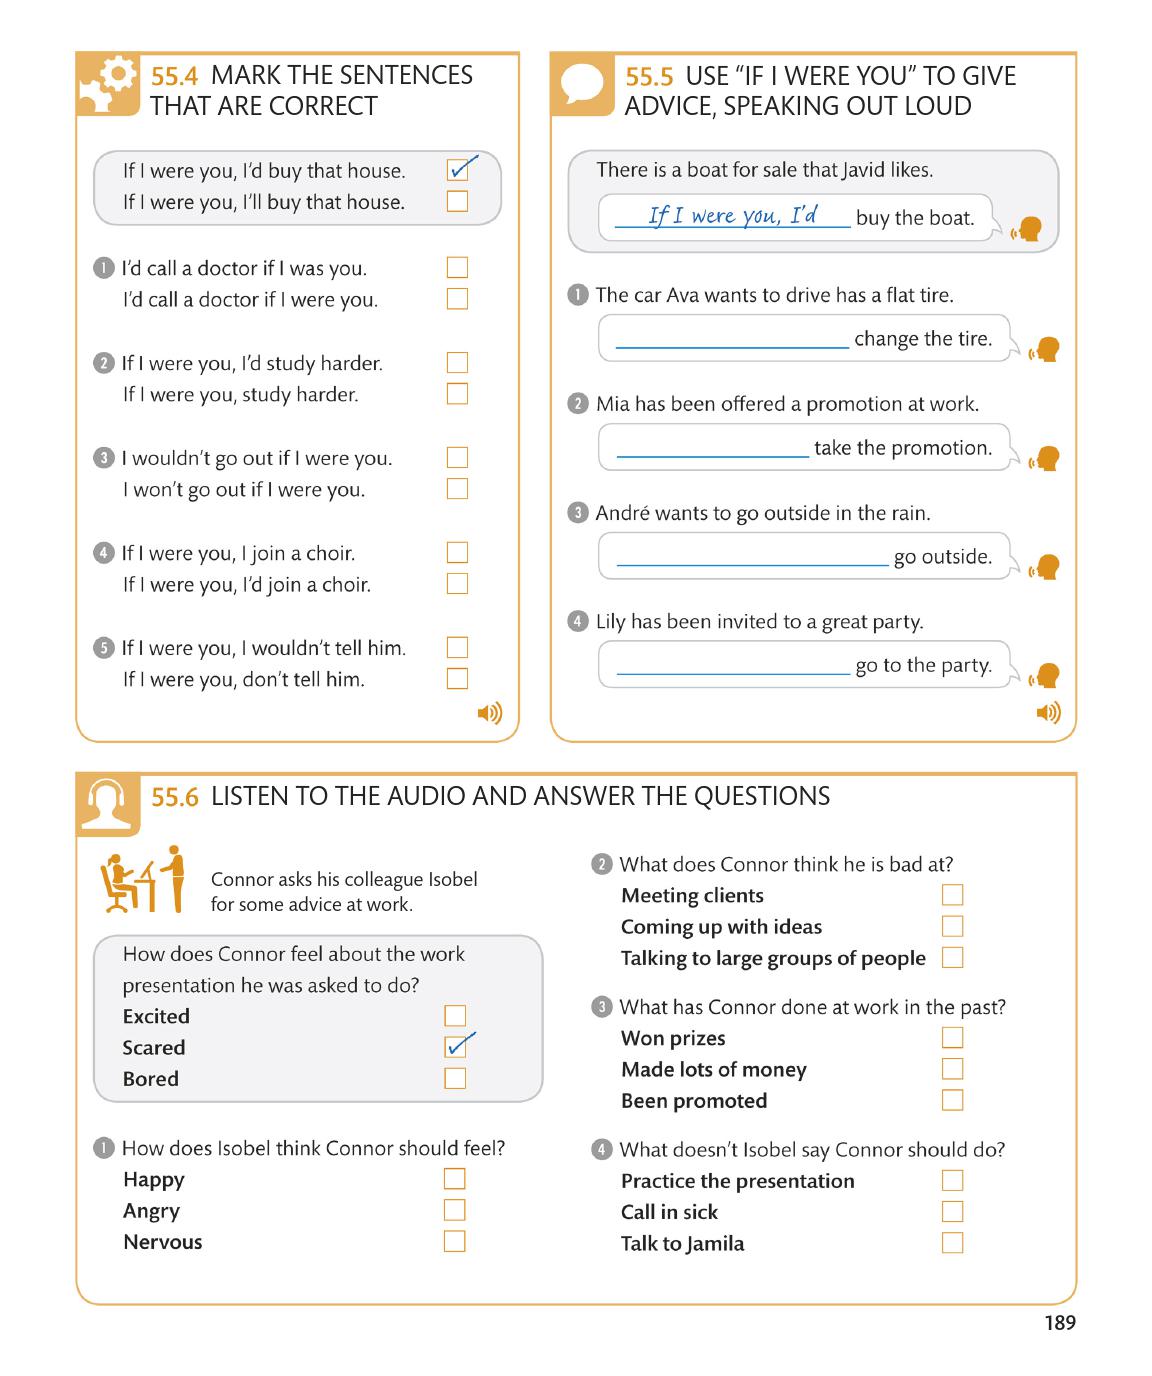 55.4 MARK THE SENTENCES
THAT ARE CORRECT
If I were you, I'd buy that house.
If I were you, I'll buy that house.
1 I'd call a doctor if I was you.
I'd call a doctor if I were you.
2 If I were you, I'd study harder.
If I were you, study harder.
3 I wouldn't go out if I were you.
I won't go out if I were you.
4 If I were you, I join a choir.
If I were you, I'd join a choir.
5 If I were you, I wouldn't tell him.
If I were you, don't tell him.
55.5 USE “IF I WERE YOU” TO GIVE
ADVICE, SPEAKING OUT LOUD
There is a boat for sale that Javid likes.
If I were you, I'd buy the boat.
1 The car Ava wants to drive has a flat tire.
change the tire.
2 Mia has been offered a promotion at work.
take the promotion.
3 André wants to go outside in the rain.
go outside.
4 Lily has been invited to a great party.
go to the party.
55.6 LISTEN TO THE AUDIO AND ANSWER THE QUESTIONS
Connor asks his colleague Isobel
for some advice at work.
How does Connor feel about the work
presentation he was asked to do?
Excited
Scared
Bored
1 How does Isobel think Connor should feel?
Happy
Angry
Nervous
2 What does Connor think he is bad at?
Meeting clients
Coming up with ideas
Talking to large groups of people
3 What has Connor done at work in the past?
Won prizes
Made lots of money
Been promoted
4 What doesn't Isobel say Connor should do?
Practice the presentation
Call in sick
Talk to Jamila
189